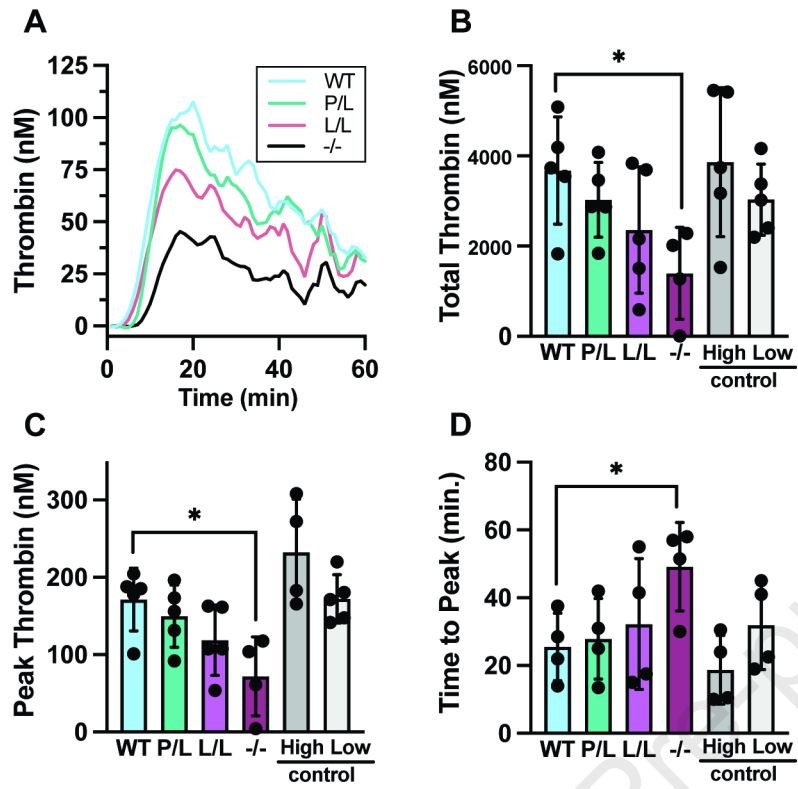 A
Thrombin (nM)
125
100
75
50
25
0
0 20 40 60
Time (min)
WT
P/L
L/L
-/-
B
Total Thrombin (nM)
6000
4000
2000
0
*
WT P/L L/L -/- High Low
control
C
Peak Thrombin (nM)
300
200
100
0
*
WT P/L L/L -/- High Low
control
D
Time to Peak (min.)
80
60
40
20
0
*
WT P/L L/L -/- High Low
control
Pre-p